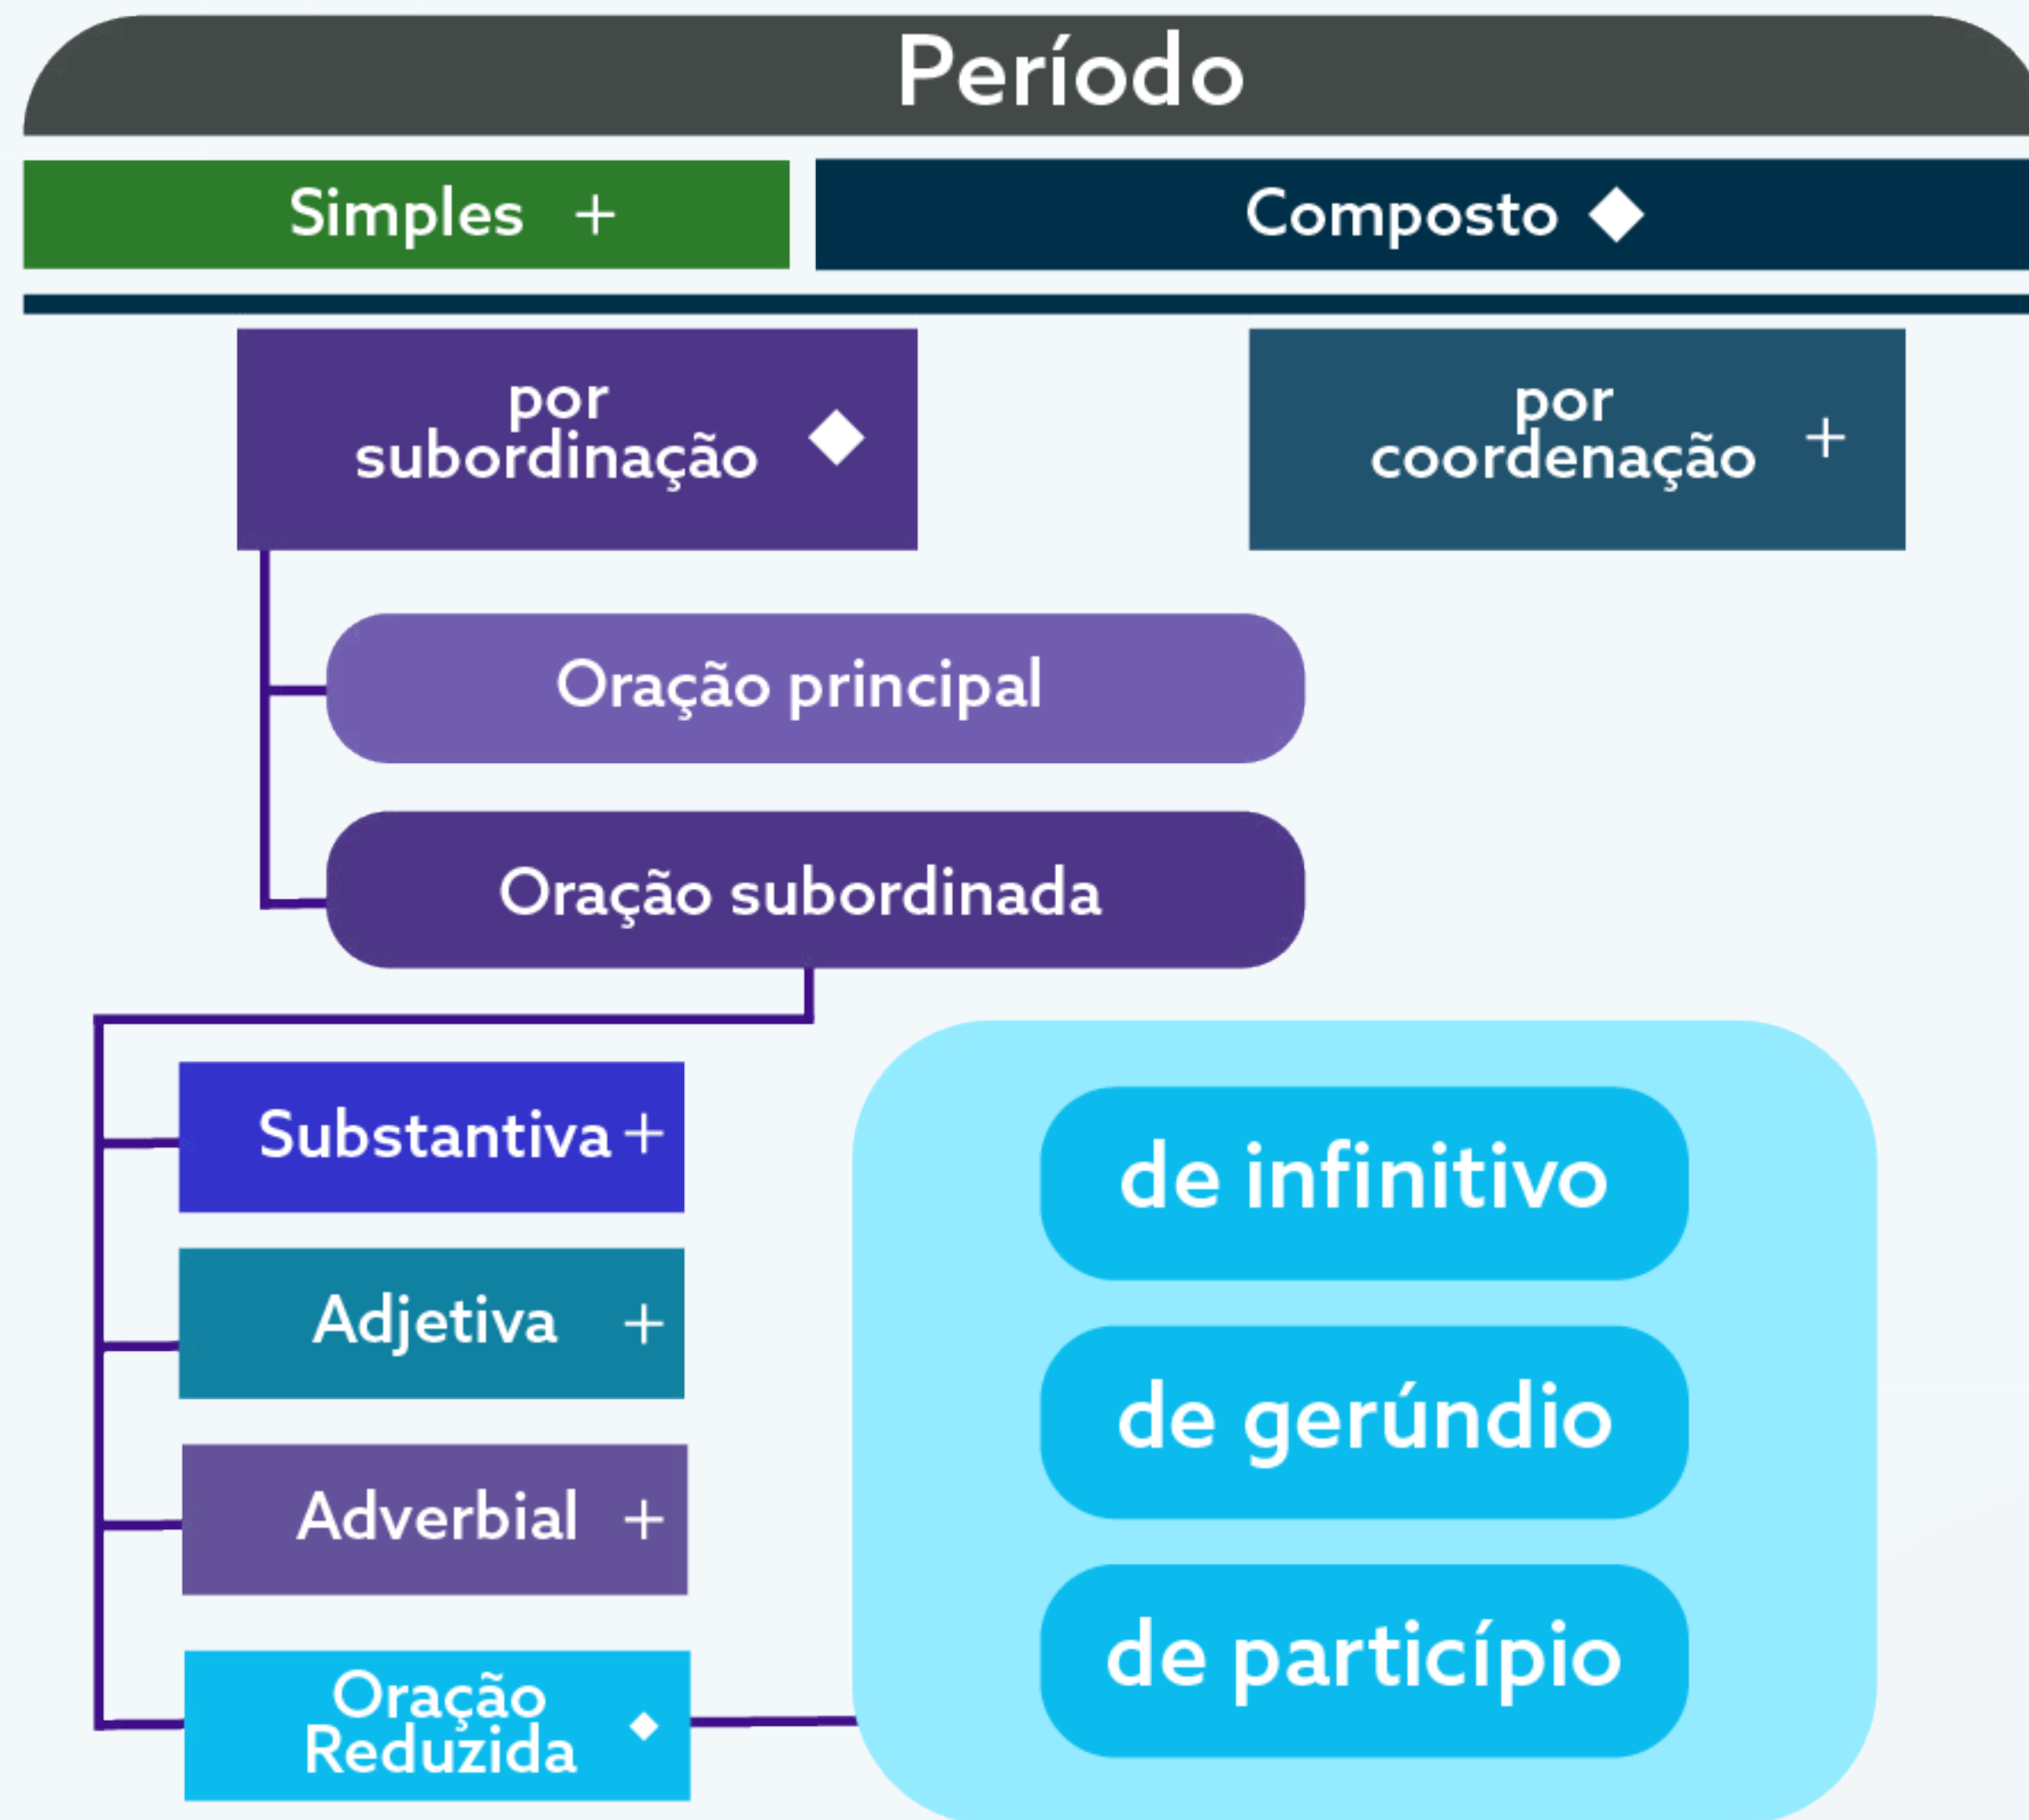 Período
Simples +
Composto ◆
por
subordinação ◆
por
coordenação +
Oração principal
Oração subordinada
Substantiva +
Adjetiva +
Adverbial +
Oração
Reduzida ◆
de infinitivo
de gerúndio
de particípio